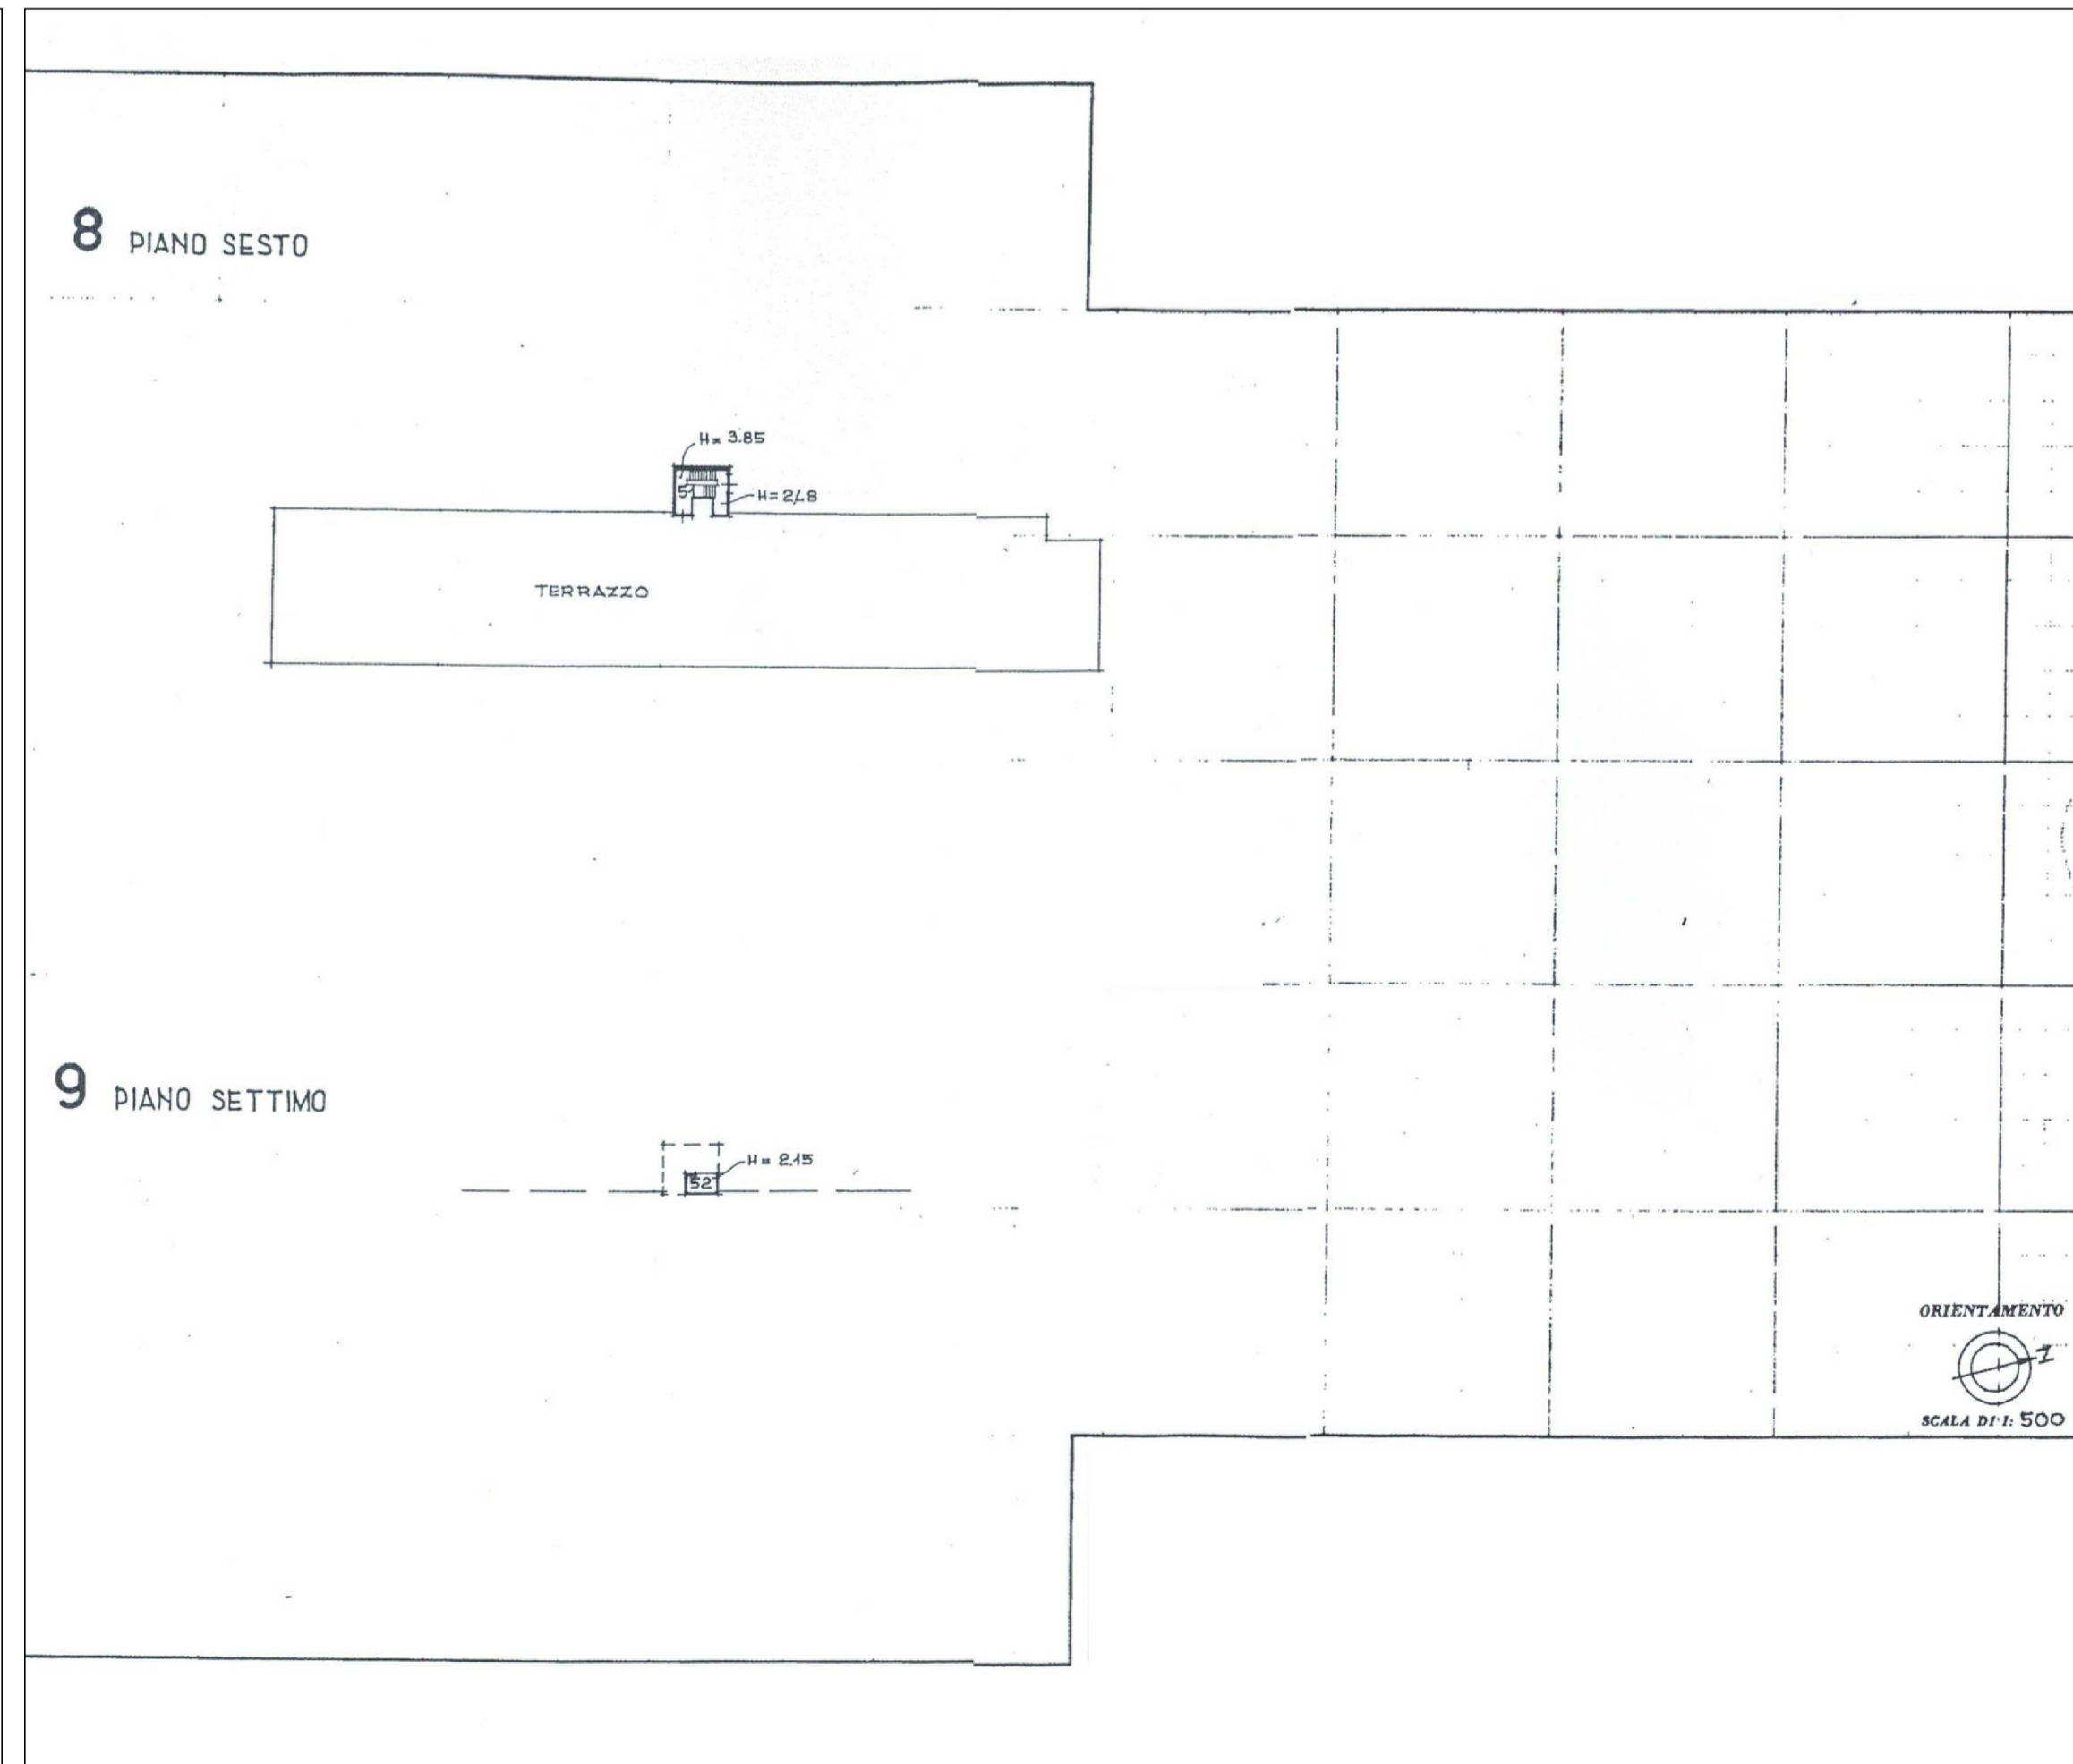 8 PIANO SESTO
H= 3.85
H= 2.48
TERRAZZO
9 PIANO SETTIMO
H= 2.15
52
ORIENTAMENTO
SCALA DI 1: 500